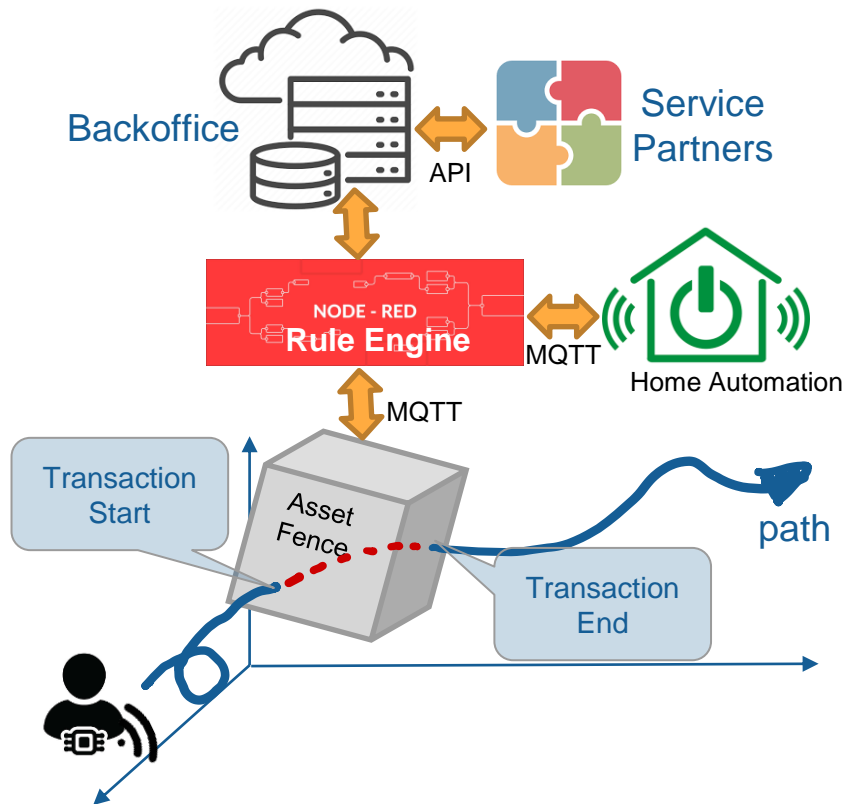 Backoffice
Service
Partners
API
NODE - RED
Rule Engine
MQTT
Home Automation
MQTT
Transaction
Start
Asset
Fence
path
Transaction
End